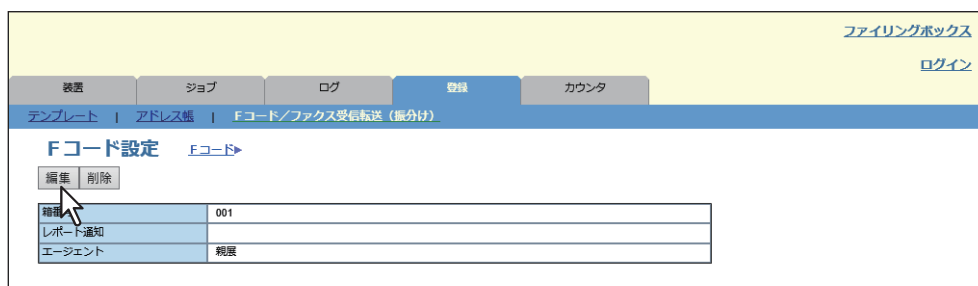 ファイリングボックス
ログイン
装置 ジョブ ログ 登録 カウンタ
テンプレート | アドレス帳 | Fコード/ファクス受信転送(振分け)
Fコード設定 Fコード▶
編集 削除
箱番 001
レポート通知
エージェント 親展